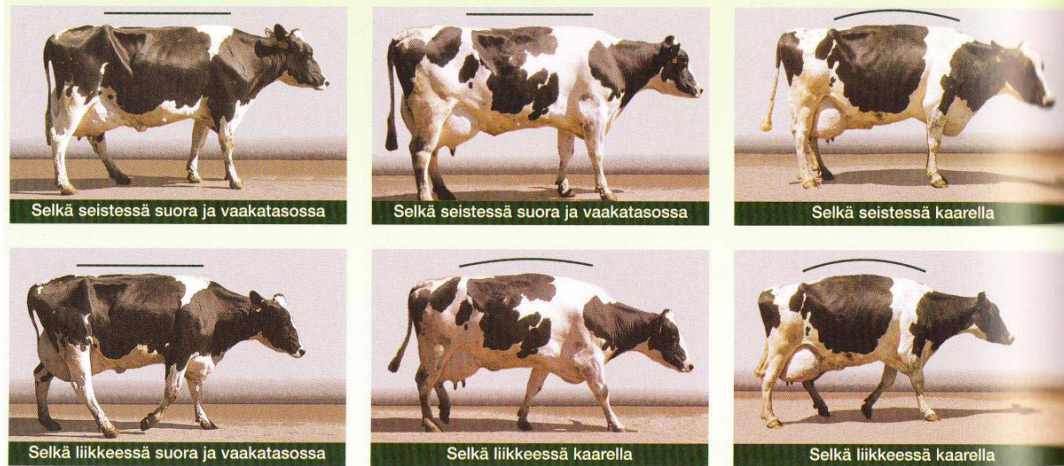 Selkä seistessä suora ja vaakatasossa
Selkä seistessä suora ja vaakatasossa
Selkä seistessä kaarella
Selkä liikkeessä suora ja vaakatasossa
Selkä liikkeessä kaarella
Selkä liikkeessä kaarella